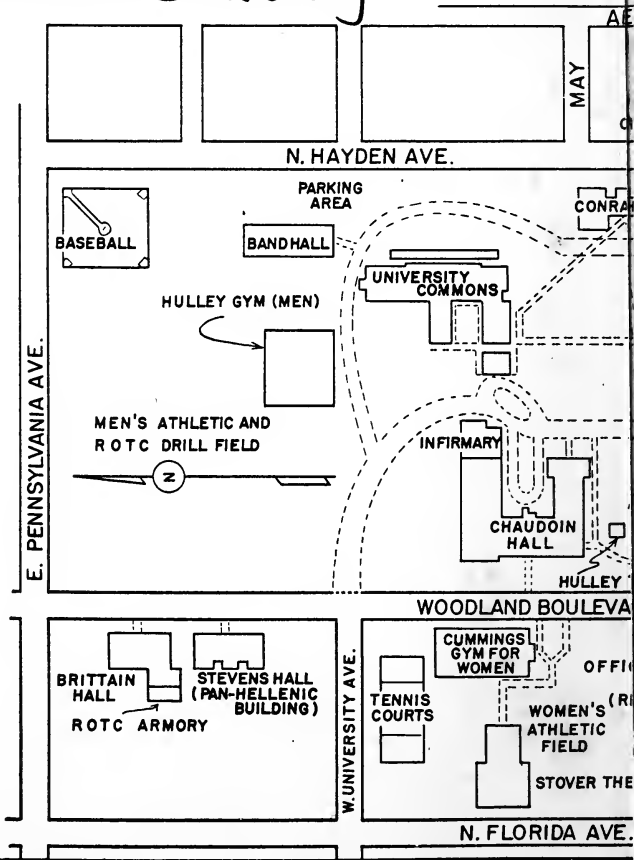 MAY
N. HAYDEN AVE.
PARKING
AREA
BASEBALL
BAND HALL
UNIVERSITY
COMMONS
HULLEY GYM (MEN)
E. PENNSYLVANIA AVE.
MEN'S ATHLETIC AND
ROTC DRILL FIELD
N
INFIRMARY
CHAUDOIN
HALL
HULLEY
WOODLAND
BRITTAIN
HALL
STEVENS HALL
(PAN-HELLENIC
BUILDING)
ROTC ARMORY
W. UNIVERSITY AVE.
CUMMINGS
GYM FOR
WOMEN
TENNIS
COURTS
WOMEN'S
ATHLETIC
FIELD
STOVER
N. FLORIDA AVE.